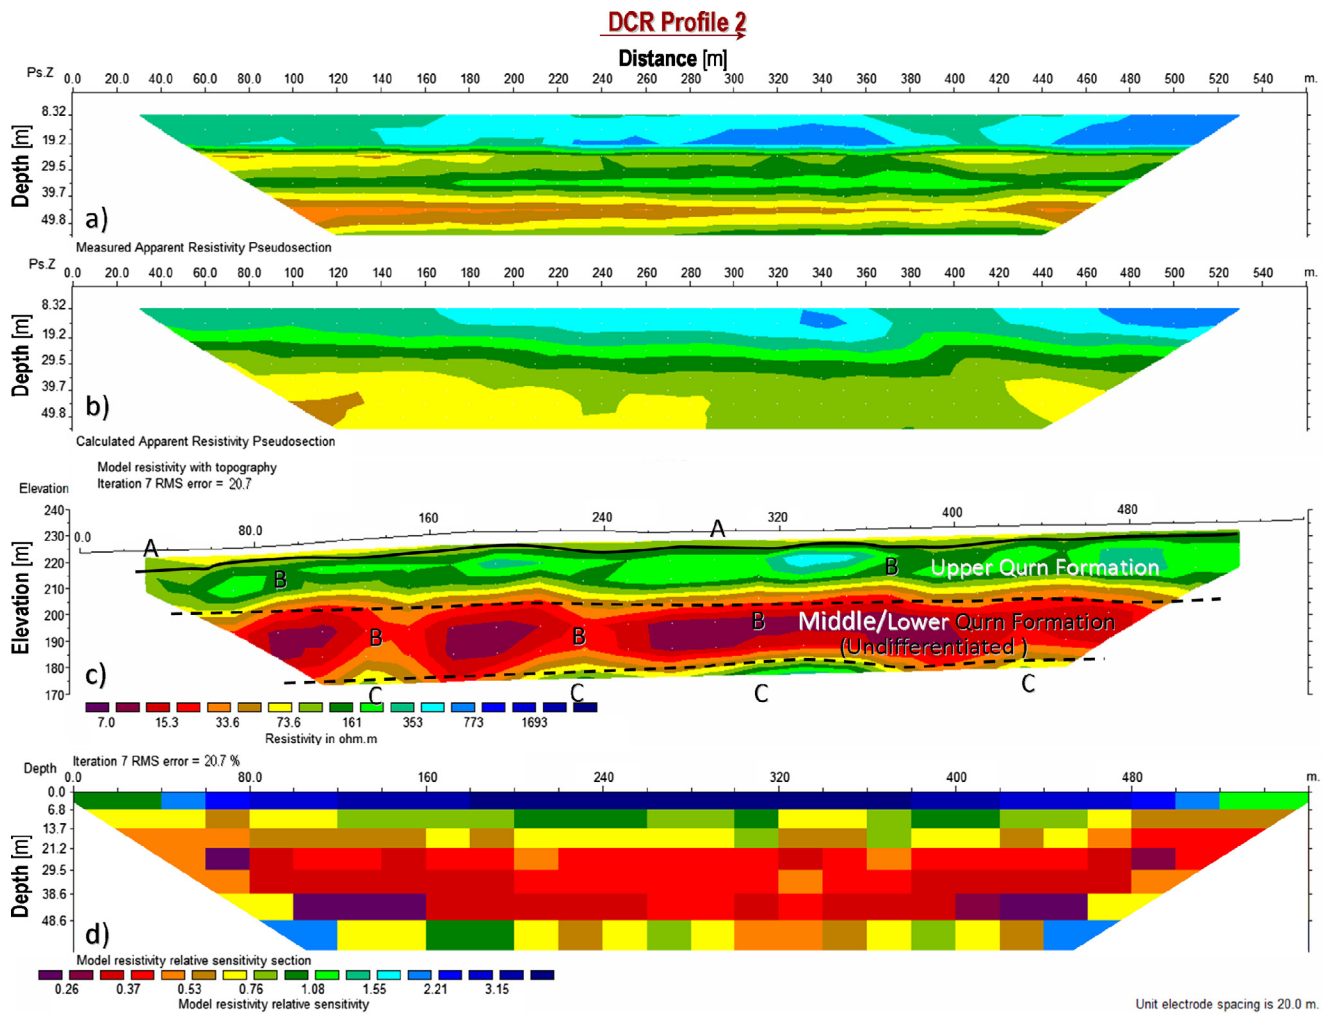 DCR Profile 2
Distance [m]
Ps.Z 0.0 20.0 40.0 60.0 80.0 100 120 140 160 180 200 220 240 260 280 300 320 340 360 380 400 420 440 460 480 500 520 540 m.
8.32
19.2
29.5
39.7
49.8
Depth [m]
a)
Measured Apparent Resistivity Pseudosection
Ps.Z 0.0 20.0 40.0 60.0 80.0 100 120 140 160 180 200 220 240 260 280 300 320 340 360 380 400 420 440 460 480 500 520 540 m.
8.32
19.2
29.5
39.7
49.8
Depth [m]
b)
Calculated Apparent Resistivity Pseudosection
Model resistivity with topography
Iteration 7 RMS error = 20.7
Elevation
240
230
220
210
200
190
180
170
Elevation [m]
0.0 80.0 160 240 320 400 480
A A
B B
Upper Qurn Formation
B B B
Middle/Lower Qurn Formation
(Undifferentiated )
C C C C
c)
7.0 15.3 33.6 73.6 161 353 773 1693
Resistivity in ohm.m
Iteration 7 RMS error = 20.7 %
Depth
0.0 80.0 160 240 320 400 480 m.
0.0
6.8
13.7
21.2
29.5
36.6
48.6
Depth [m]
d)
Model resistivity relative sensitivity section
0.26 0.37 0.53 0.76 1.08 1.55 2.21 3.15
Model resistivity relative sensitivity
Unit electrode spacing is 20.0 m.